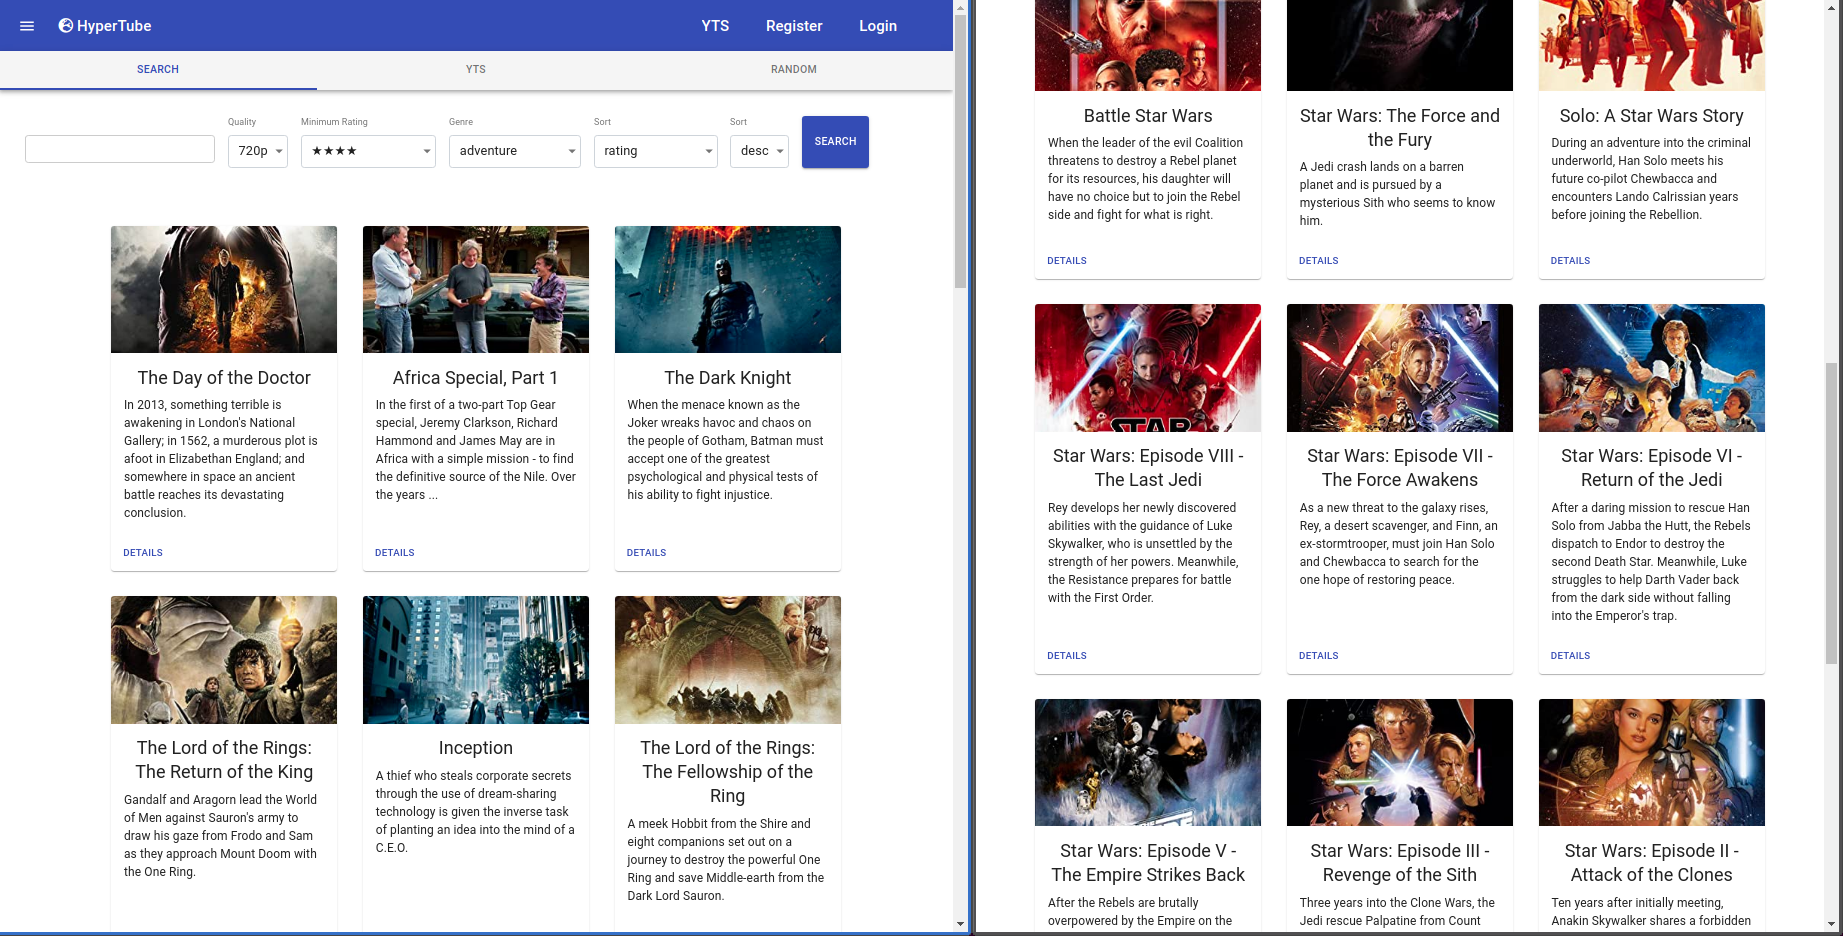 HyperTube
YTS
Register
Login
SEARCH
YTS
RANDOM
Quality
Minimum Rating
Genre
Sort
Sort
720p
★★★★
adventure
rating
desc
SEARCH
The Day of the Doctor
In 2013, something terrible is
awakening in London's National
Gallery; in 1562, a murderous plot is
afoot in Elizabethan England; and
somewhere in space an ancient
battle reaches its devastating
conclusion.
DETAILS
Africa Special, Part 1
In the first of a two-part Top Gear
special, Jeremy Clarkson, Richard
Hammond and James May are in
Africa with a simple mission - to find
the definitive source of the Nile. Over
the years ...
DETAILS
The Dark Knight
When the menace known as the
Joker wreaks havoc and chaos on
the people of Gotham, Batman must
accept one of the greatest
psychological and physical tests of
his ability to fight injustice.
DETAILS
The Lord of the Rings:
The Return of the King
Gandalf and Aragorn lead the World
of Men against Sauron's army to
draw his gaze from Frodo and Sam
as they approach Mount Doom with
the One Ring.
Inception
A thief who steals corporate secrets
through the use of dream-sharing
technology is given the inverse task
of planting an idea into the mind of a
C.E.O.
The Lord of the Rings:
The Fellowship of the
Ring
A meek Hobbit from the Shire and
eight companions set out on a
journey to destroy the powerful One
Ring and save Middle-earth from the
Dark Lord Sauron.
Battle Star Wars
When the leader of the evil Coalition
threatens to destroy a Rebel planet
for its resources, his daughter will
have no choice but to join the Rebel
side and fight for what is right.
DETAILS
Star Wars: The Force and
the Fury
A Jedi crash lands on a barren
planet and is pursued by a
mysterious Sith who seems to know
him.
DETAILS
Solo: A Star Wars Story
During an adventure into the criminal
underworld, Han Solo meets his
future co-pilot Chewbacca and
encounters Lando Calrissian years
before joining the Rebellion.
DETAILS
STAR
Star Wars: Episode VIII -
The Last Jedi
Rey develops her newly discovered
abilities with the guidance of Luke
Skywalker, who is unsettled by the
strength of her powers. Meanwhile,
the Resistance prepares for battle
with the First Order.
DETAILS
Star Wars: Episode VII -
The Force Awakens
As a new threat to the galaxy rises,
Rey, a desert scavenger, and Finn, an
ex-stormtrooper, must join Han Solo
and Chewbacca to search for the
one hope of restoring peace.
DETAILS
Star Wars: Episode VI -
Return of the Jedi
After a daring mission to rescue Han
Solo from Jabba the Hutt, the Rebels
dispatch to Endor to destroy the
second Death Star. Meanwhile, Luke
struggles to help Darth Vader back
from the dark side without falling
into the Emperor's trap.
DETAILS
Star Wars: Episode V -
The Empire Strikes Back
After the Rebels are brutally
overpowered by the Empire on the
Star Wars: Episode III -
Revenge of the Sith
Three years into the Clone Wars, the
Jedi rescue Palpatine from Count
Star Wars: Episode II -
Attack of the Clones
Ten years after initially meeting,
Anakin Skywalker shares a forbidden